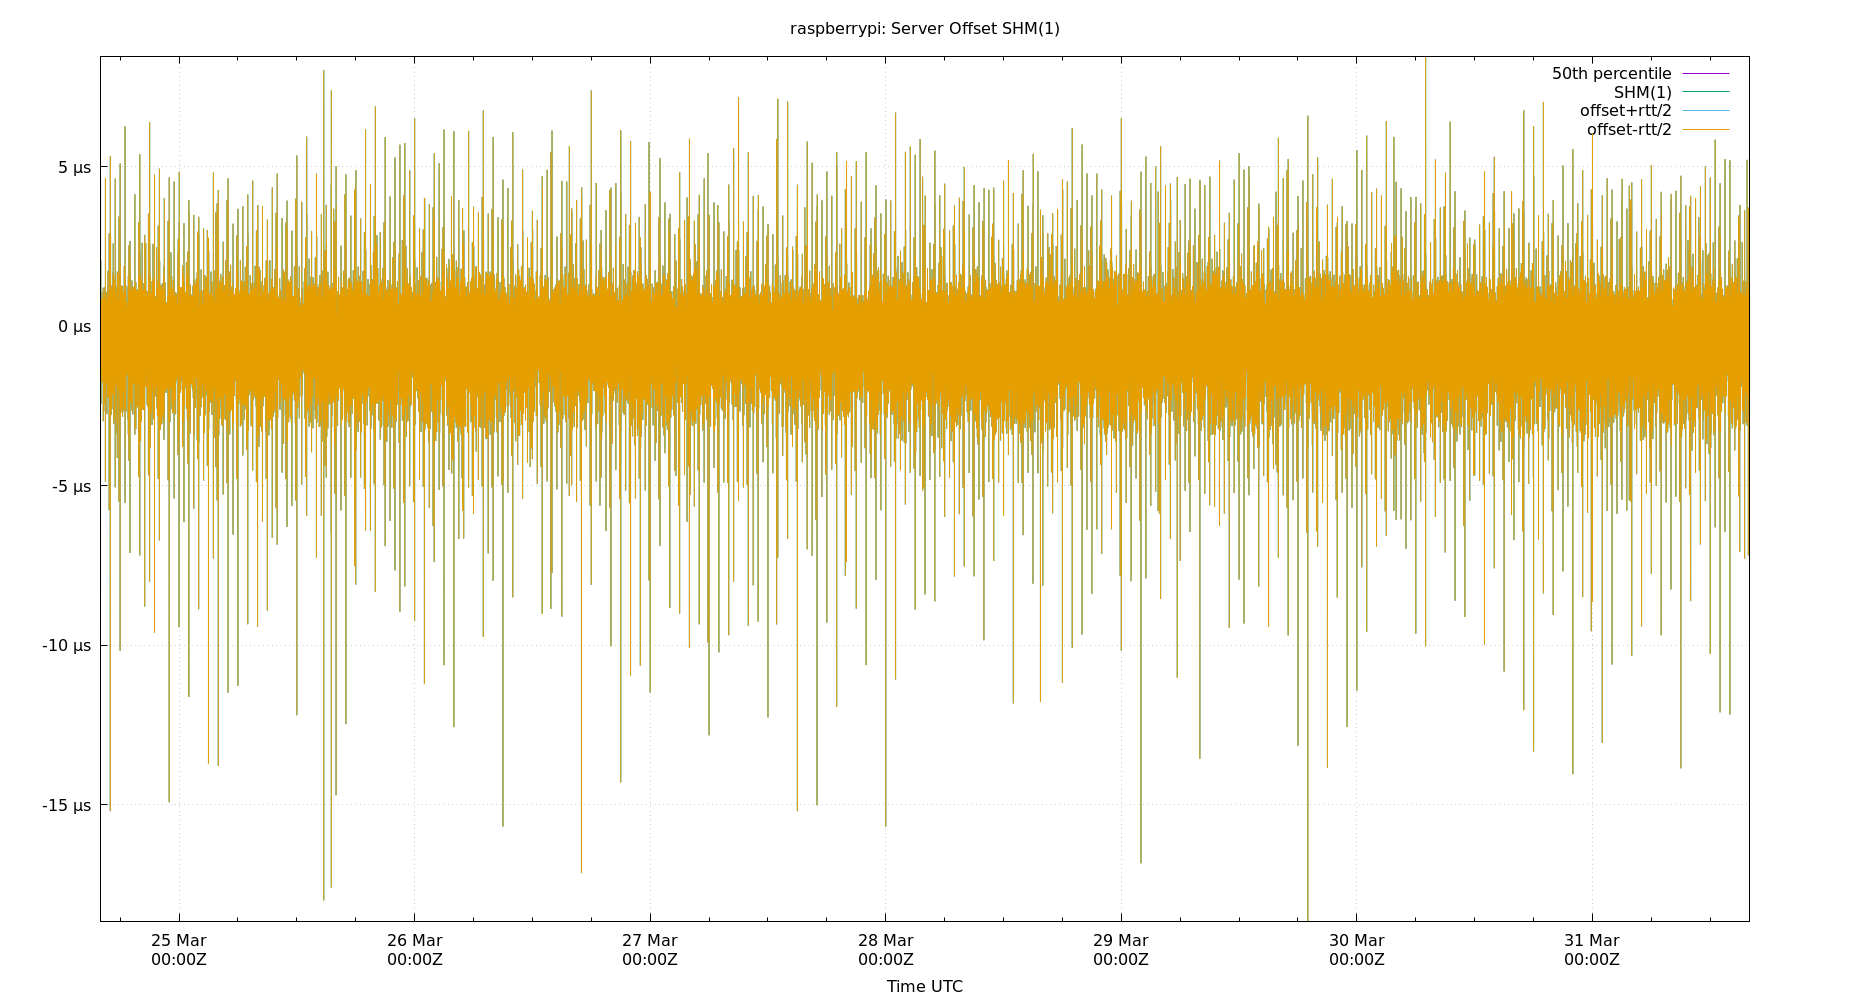 raspberrypi: Server Offset SHM(1)
50th percentile
SHM(1)
offset+rtt/2
offset-rtt/2
5 µs
0 µs
-5 µs
-10 µs
-15 µs
25 Mar 26 Mar 27 Mar 28 Mar 29 Mar 30 Mar 31 Mar
00:00Z 00:00Z 00:00Z 00:00Z 00:00Z 00:00Z 00:00Z
Time UTC